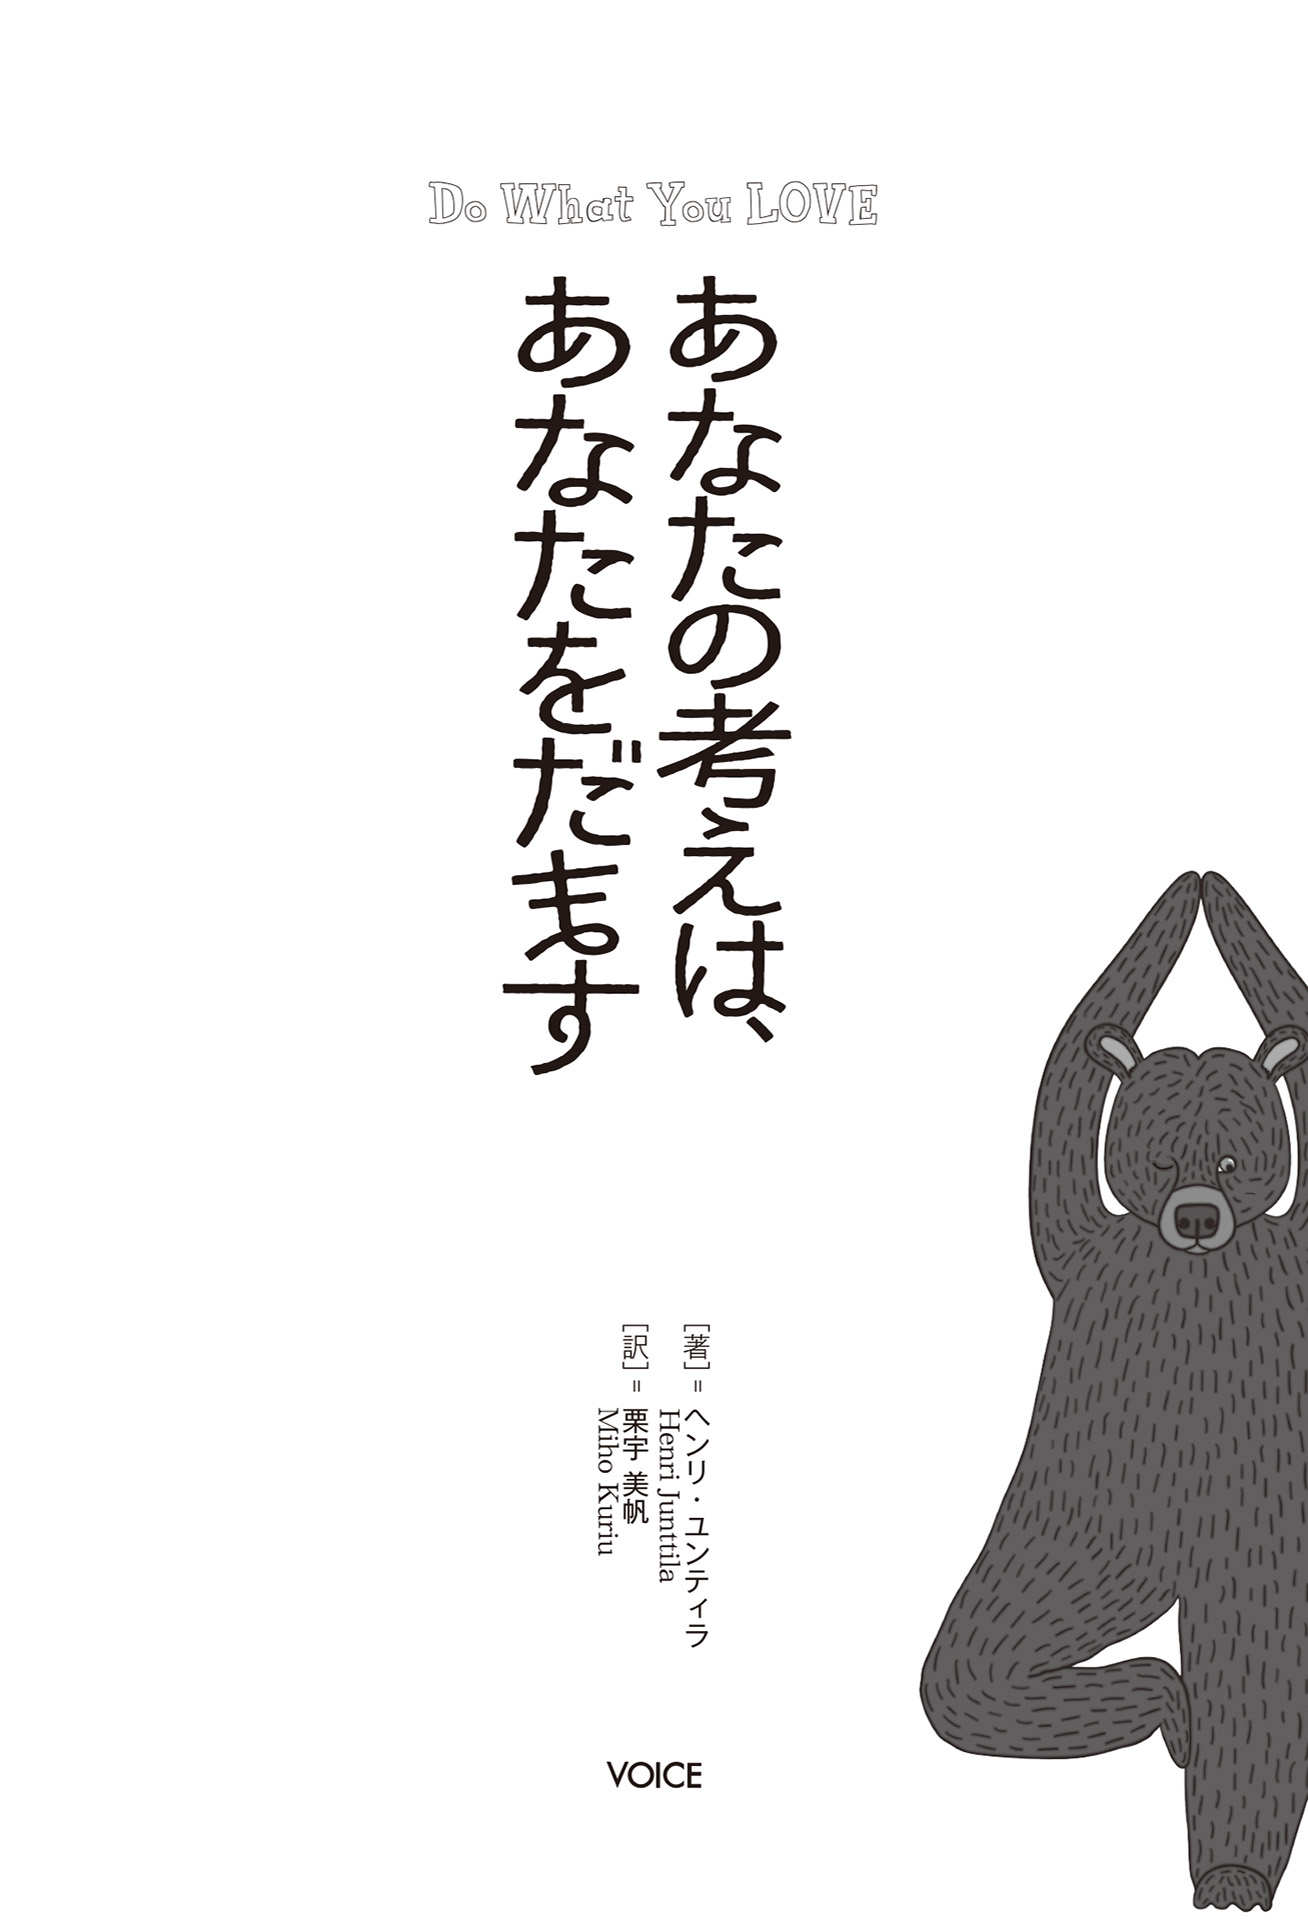 Do What You LOVE
あなたの考えは、
あなたをだます
［著］＝ヘンリ・ユンティラ
Henri Junttila
［訳］＝栗宇 美帆
Miho Kuriu
VOICE